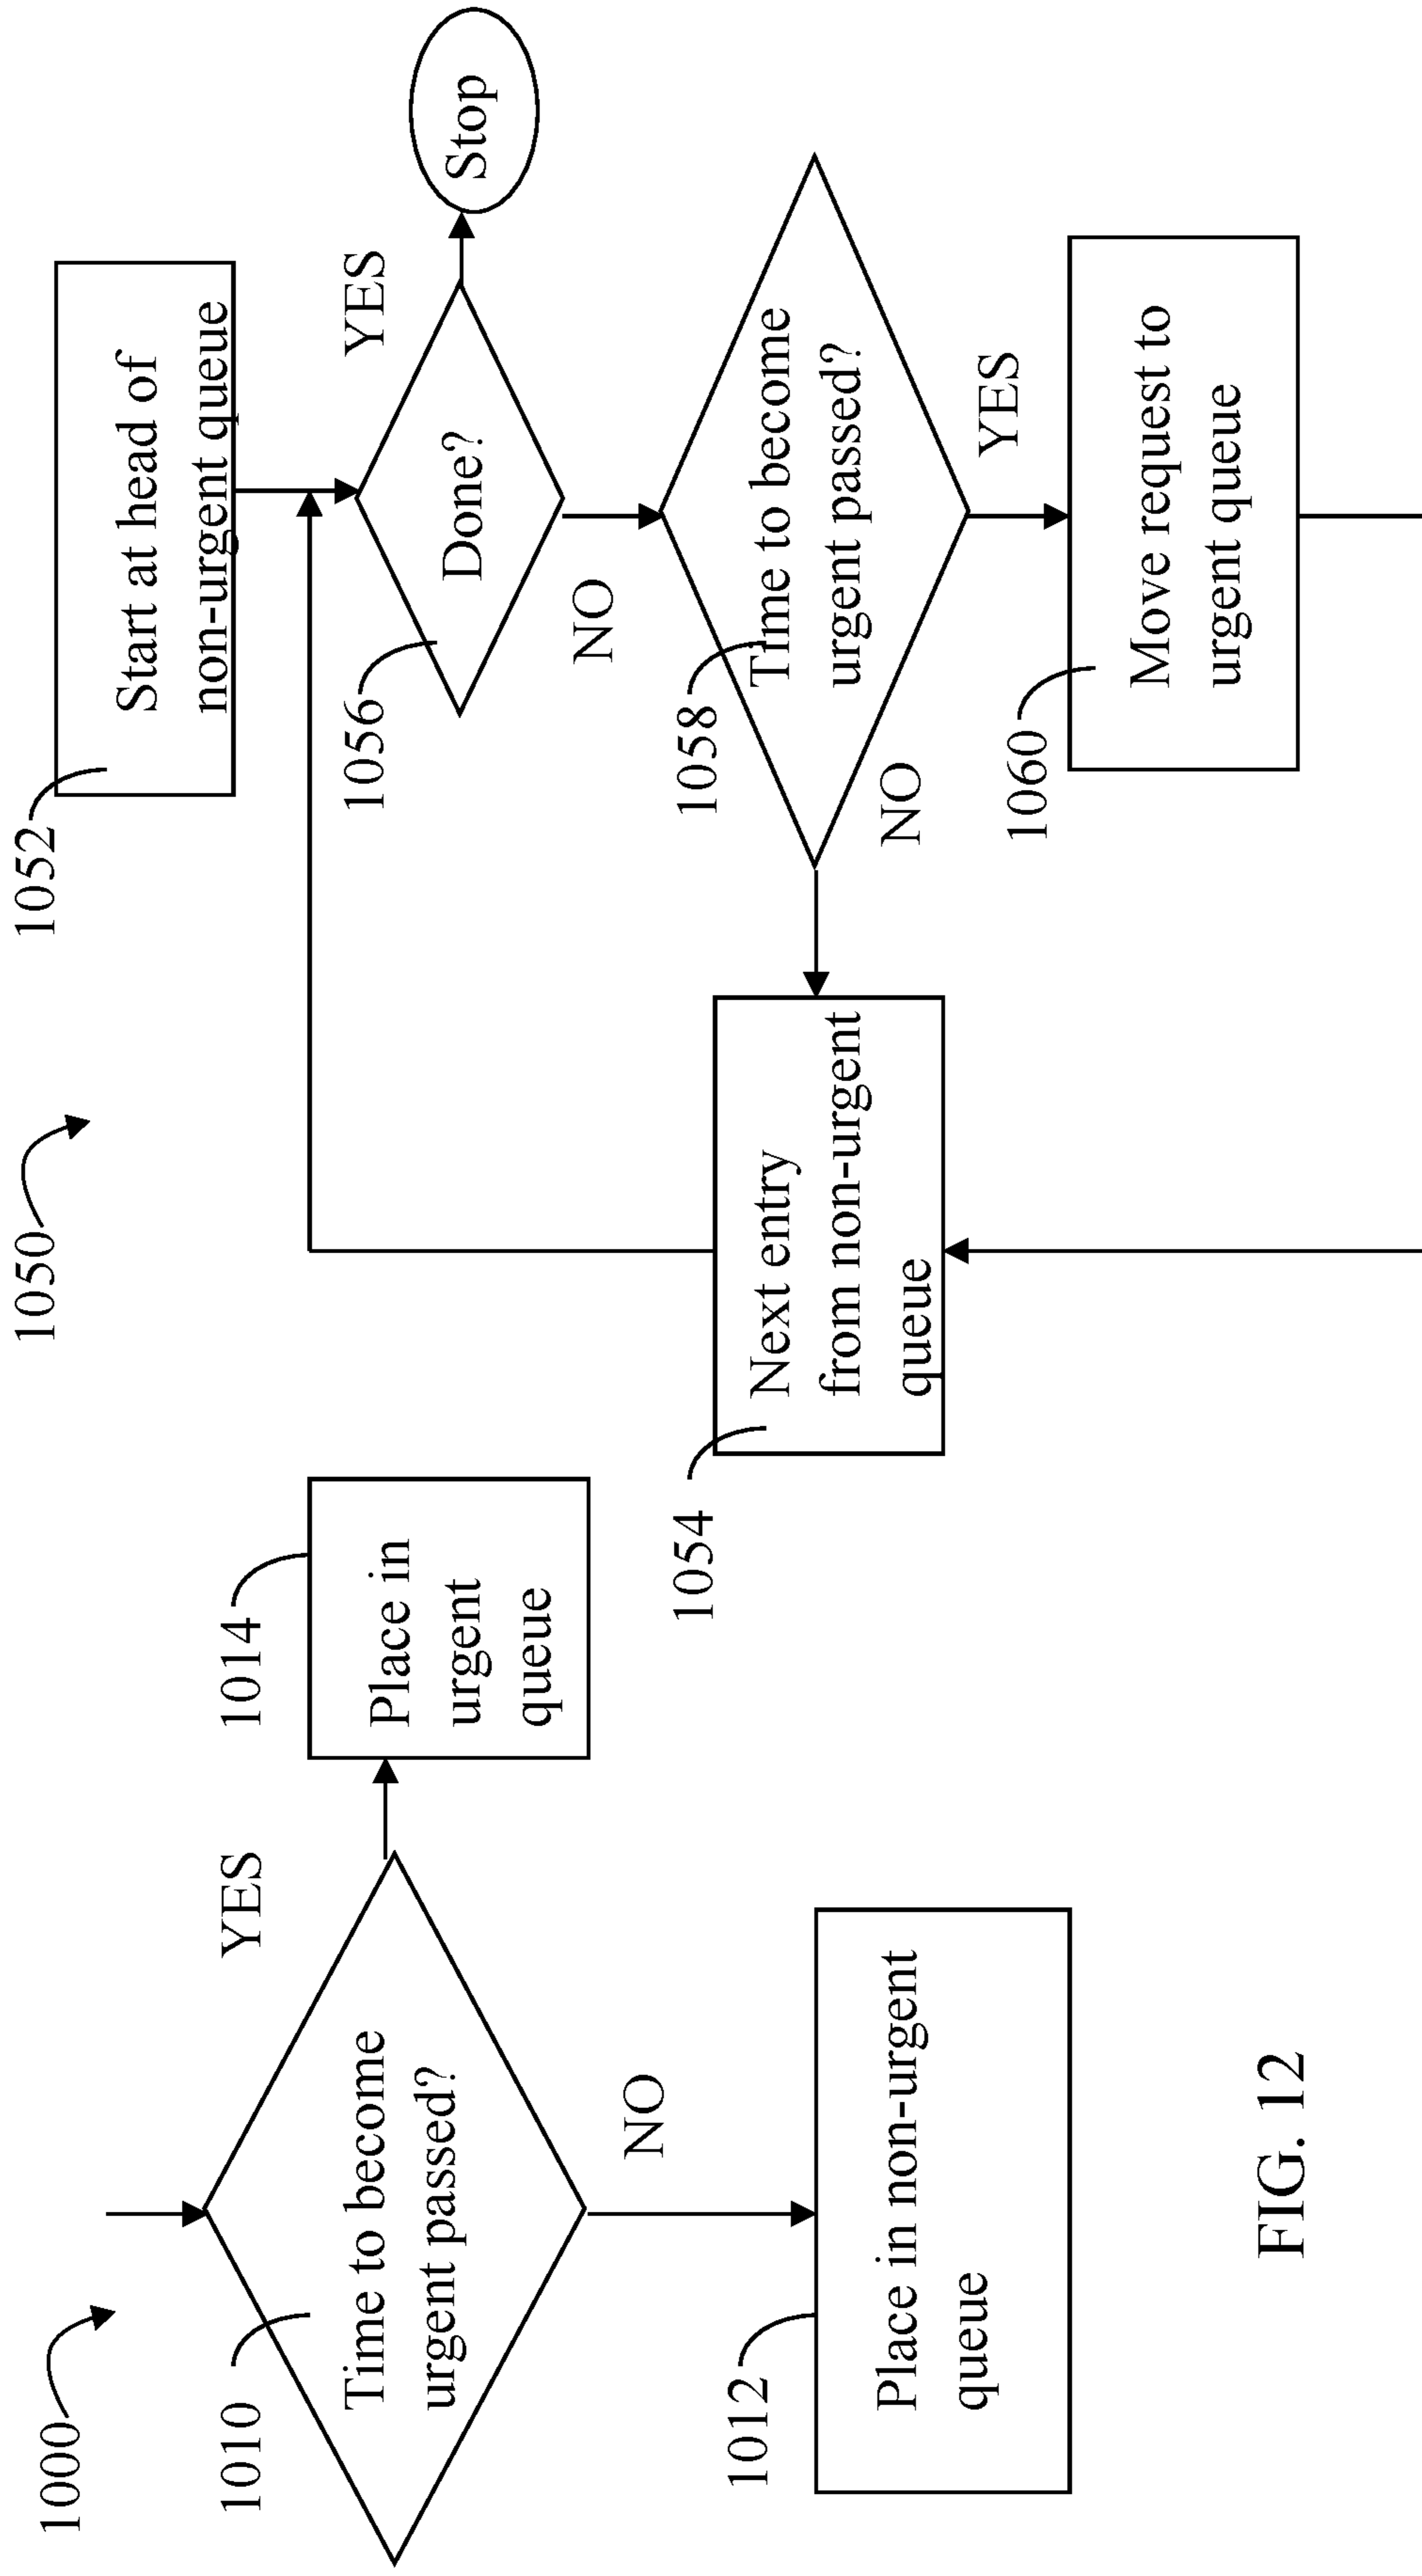 1000
1010
Time to become
urgent passed?
YES
1014
Place in
urgent
queue
NO
1012
Place in non-urgent
queue
1050
1052
Start at head of
non-urgent queue
1056
Done?
YES
Stop
NO
1058
Time to become
urgent passed?
NO
YES
1054
Next entry
from non-urgent
queue
1060
Move request to
urgent queue
FIG. 12